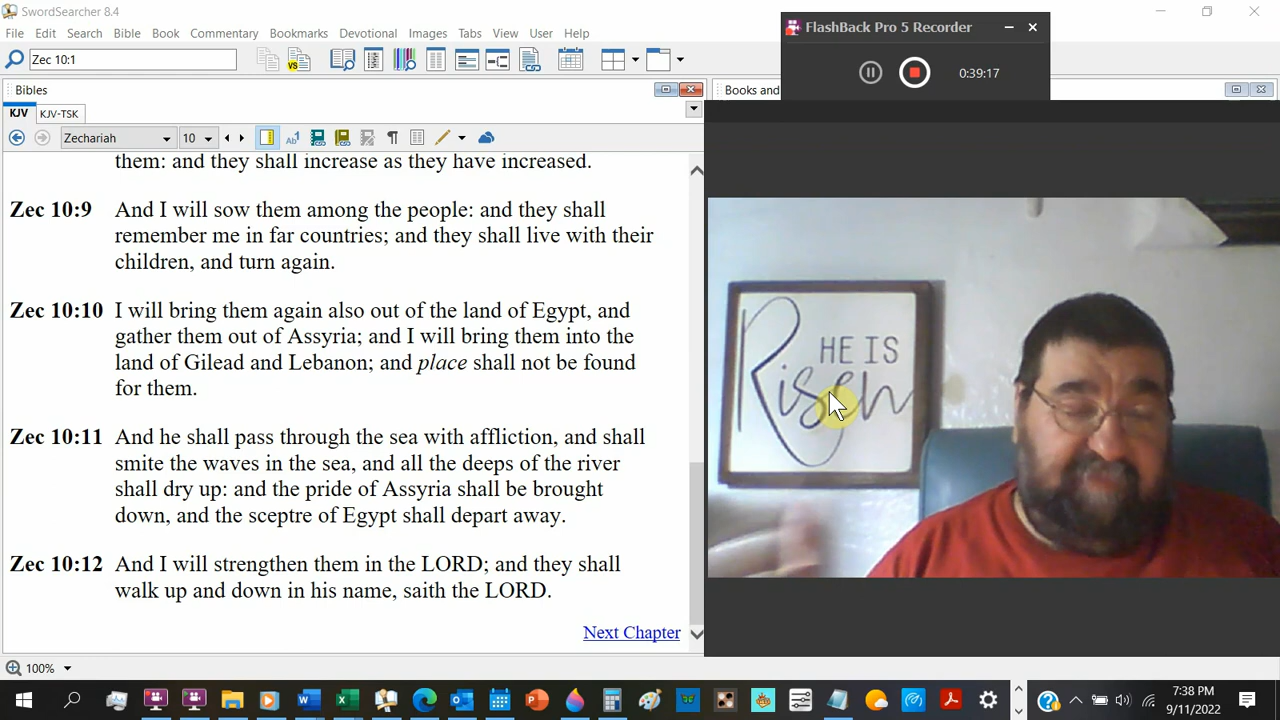 SwordSearcher 8.4
FlashBack Pro 5 Recorder
File Edit Search Bible Book Commentary Bookmarks Devotional Images Tabs View User Help
Zec 10:1
0:39:17
Bibles
Books and
KJV KJV-TSK
Zechariah 10
them: and they shall increase as they have increased.
Zec 10:9 And I will sow them among the people: and they shall
remember me in far countries; and they shall live with their
children, and turn again.
Zec 10:10 I will bring them again also out of the land of Egypt, and
gather them out of Assyria; and I will bring them into the
land of Gilead and Lebanon; and place shall not be found
for them.
Zec 10:11 And he shall pass through the sea with affliction, and shall
smite the waves in the sea, and all the deeps of the river
shall dry up: and the pride of Assyria shall be brought
down, and the sceptre of Egypt shall depart away.
Zec 10:12 And I will strengthen them in the LORD; and they shall
walk up and down in his name, saith the LORD.
Next Chapter
HE IS
Risen
100%
7:38 PM
9/11/2022